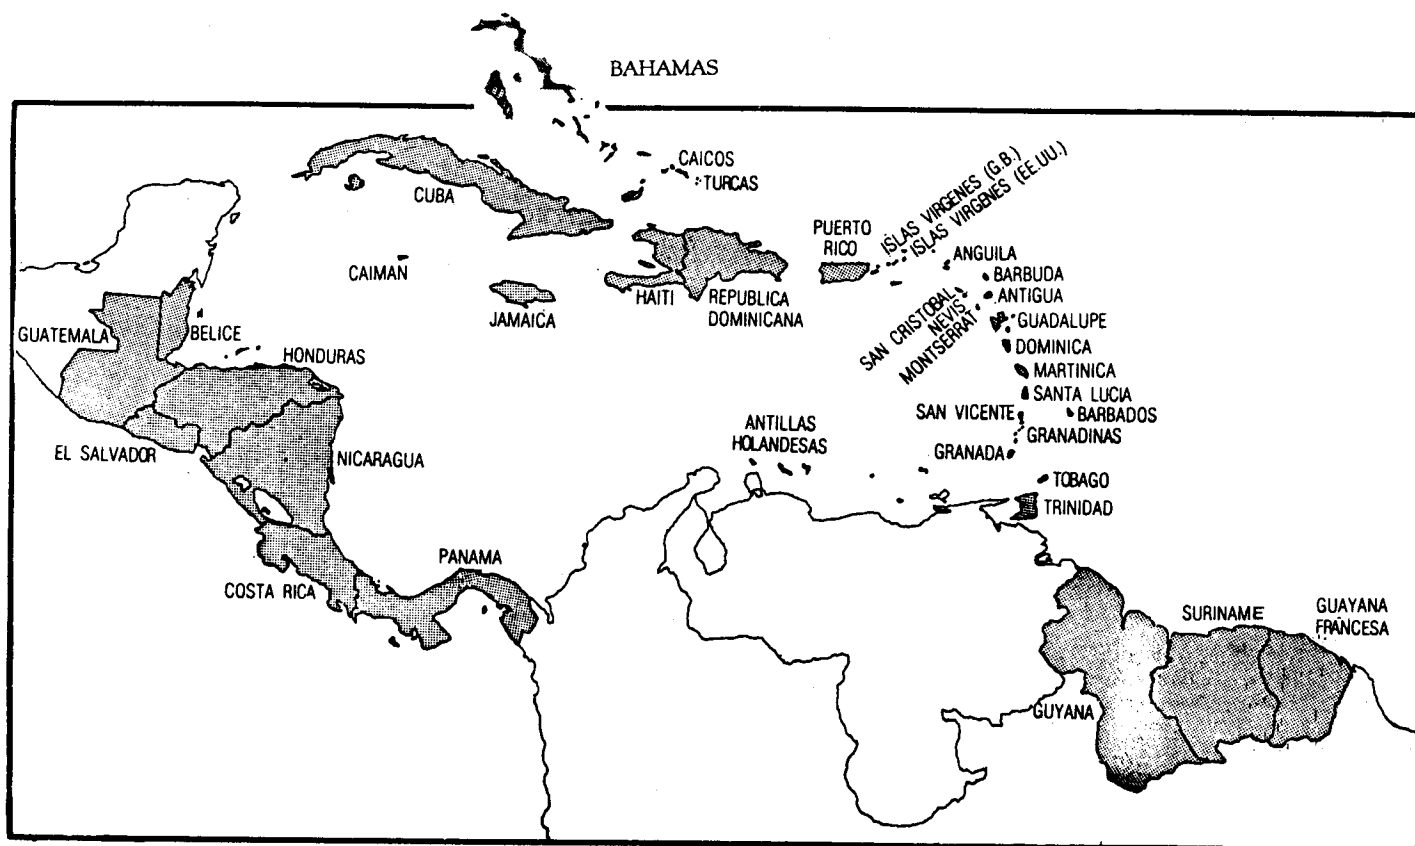 BAHAMAS
CAICOS
TURCAS
CUBA
ISLAS VIRGENES (G.B.)
ISLAS VIRGENES (EE.UU.)
PUERTO
RICO
ANGUILA
CAIMAN
BARBUDA
HAITI
REPUBLICA
DOMINICANA
ANTIGUA
JAMAICA
SAN CRISTOBAL
NEVIS
MONTSERRAT
GUADALUPE
GUATEMALA
BELICE
DOMINICA
HONDURAS
MARTINICA
SANTA LUCIA
SAN VICENTE
BARBADOS
ANTILLAS
HOLANDESAS
GRANADINAS
EL SALVADOR
NICARAGUA
GRANADA
TOBAGO
TRINIDAD
PANAMA
COSTA RICA
SURINAME
GUAYANA
FRANCESA
GUYANA